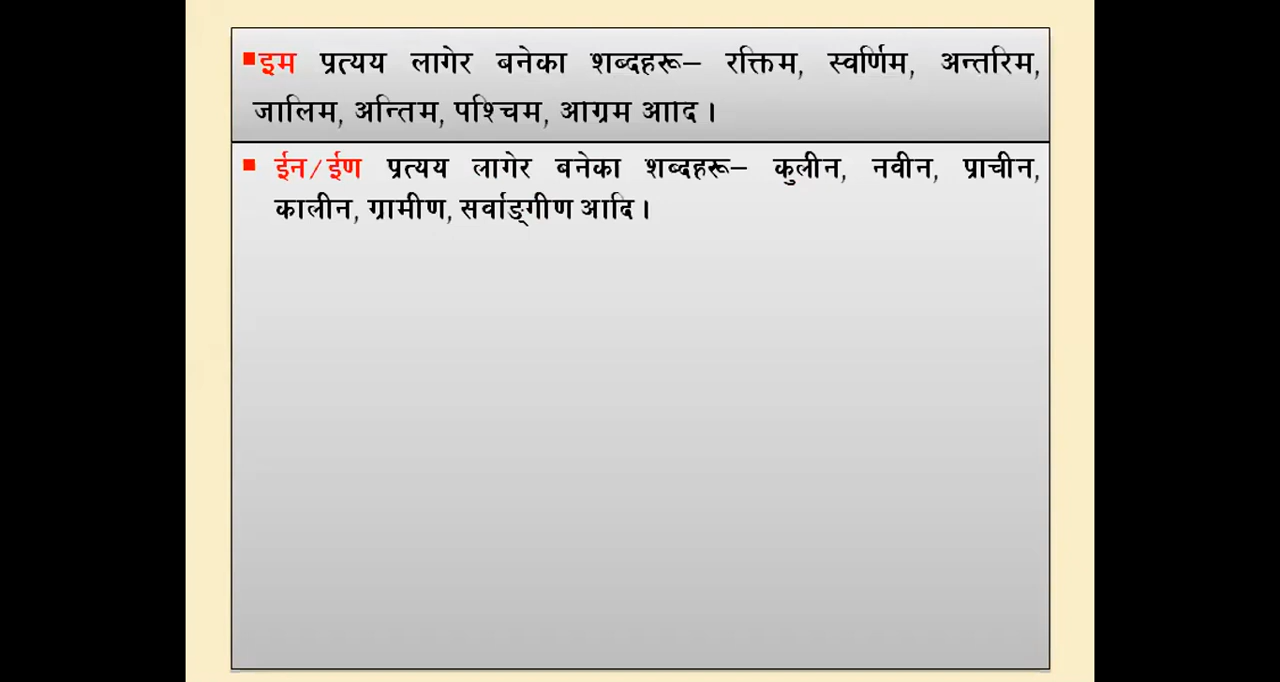 ▪इम प्रत्यय लागेर बनेका शब्दहरू– रक्तिम, स्वर्णिम, अन्तरिम,
जालिम, अन्तिम, पश्चिम, आग्रम आादि ।
▪ ईन/ईण प्रत्यय लागेर बनेका शब्दहरू– कुलीन, नवीन, प्राचीन,
कालीन, ग्रामीण, सर्वाङ्गीण आदि ।